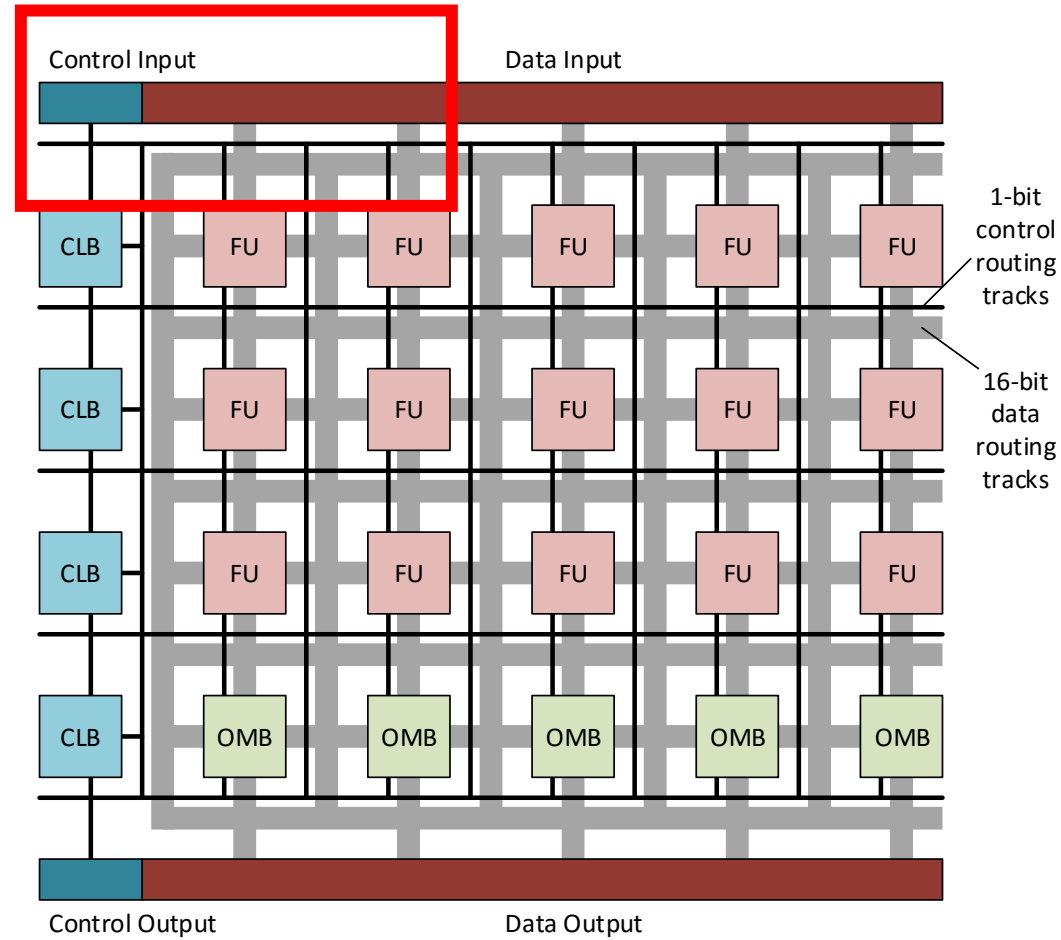 Control Input
Data Input
CLB FU FU FU FU FU
1-bit
control
routing
tracks
CLB FU FU FU FU FU
16-bit
data
routing
tracks
CLB FU FU FU FU FU
CLB OMB OMB OMB OMB OMB
Control Output
Data Output